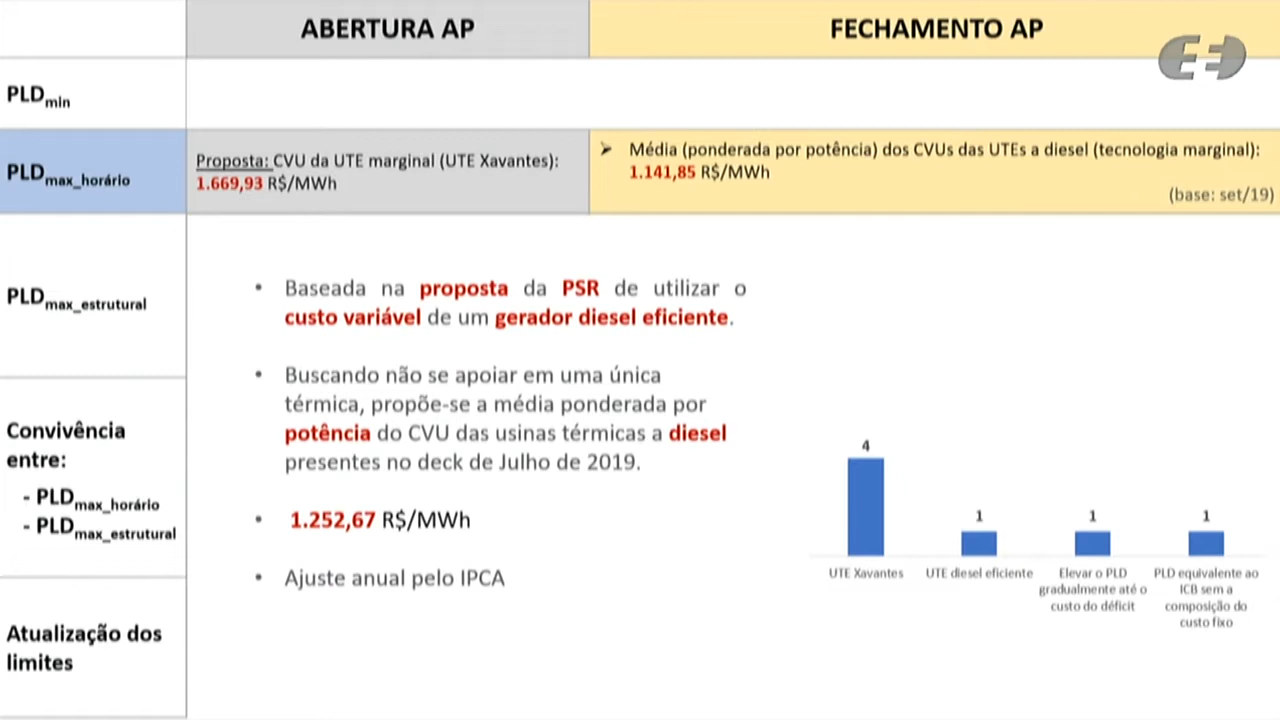 ABERTURA AP
FECHAMENTO AP
PLDmin
PLDmax_horário
Proposta: CVU da UTE marginal (UTE Xavantes):
1.669,93 R$/MWh
➤ Média (ponderada por potência) dos CVUs das UTEs a diesel (tecnologia marginal):
1.141,85 R$/MWh
(base: set/19)
PLDmax_estrutural
Convivência
entre:
- PLDmax_horário
- PLDmax_estrutural
Atualização dos
limites
• Baseada na proposta da PSR de utilizar o
custo variável de um gerador diesel eficiente.
• Buscando não se apoiar em uma única
térmica, propõe-se a média ponderada por
potência do CVU das usinas térmicas a diesel
presentes no deck de Julho de 2019.
• 1.252,67 R$/MWh
• Ajuste anual pelo IPCA
4
1
1
1
UTE Xavantes
UTE diesel eficiente
Elevar o PLD
gradualmente até o
custo do déficit
PLD equivalente ao
ICB sem a
composição do
custo fixo